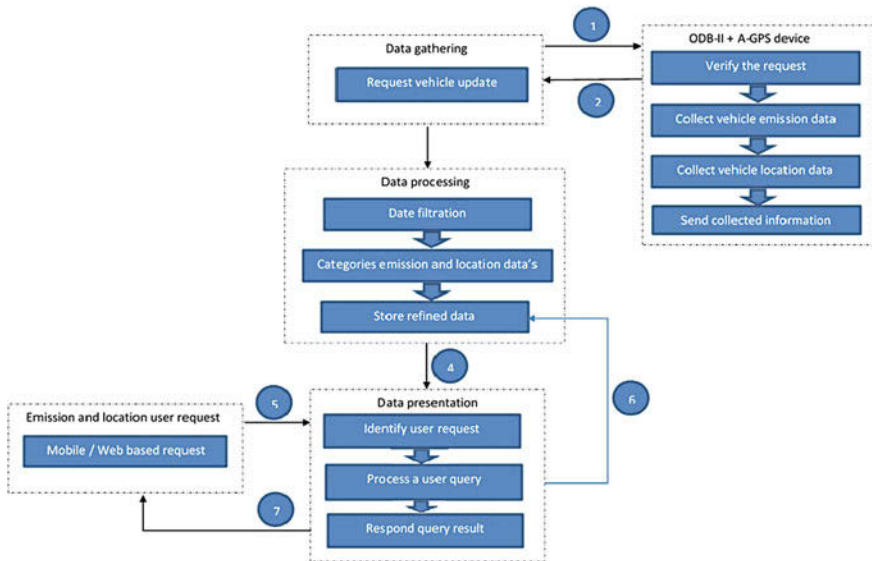 1
Data gathering
ODB-II + A-GPS device
Request vehicle update
Verify the request
2
Collect vehicle emission data
Collect vehicle location data
Send collected information
Data processing
Date filtration
Categories emission and location data's
Store refined data
4
6
Emission and location user request
5
Data presentation
Mobile / Web based request
Identify user request
Process a user query
7
Respond query result